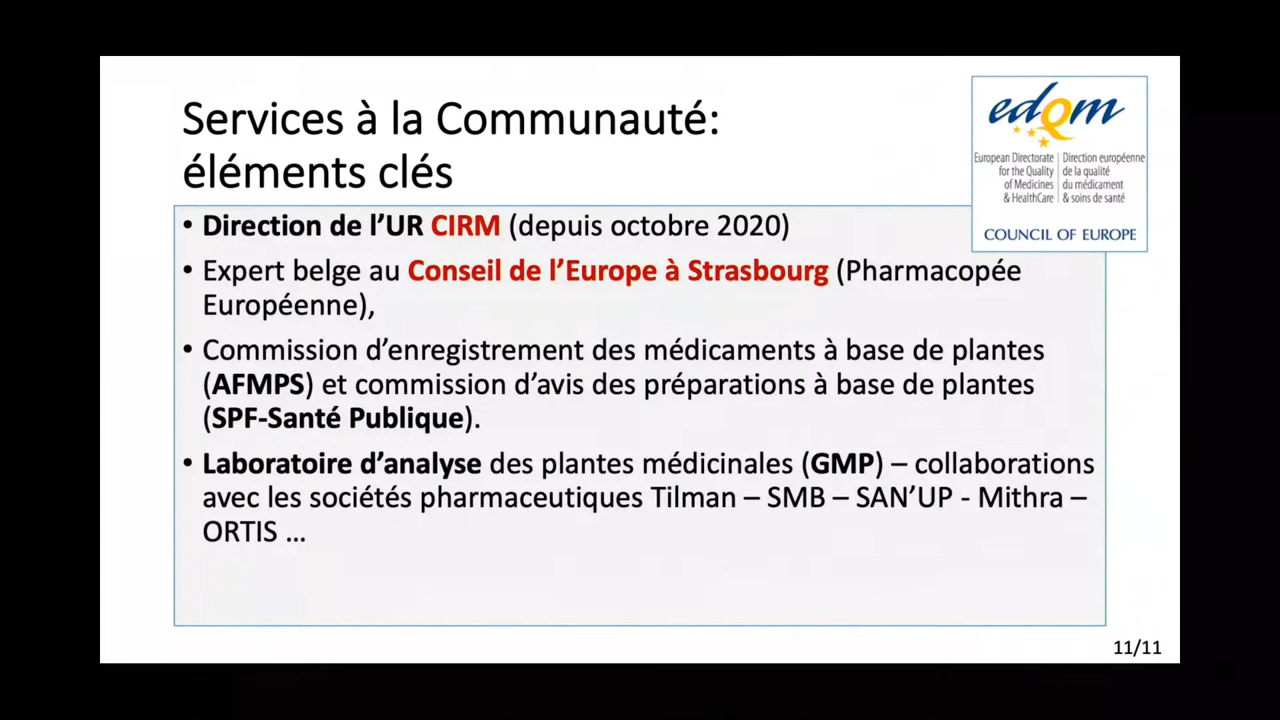 Services à la Communauté:
éléments clés
edQm
European Directorate
for the Quality
of Medicines
& HealthCare
Direction européenne
de la qualité
du médicament
& soins de santé
COUNCIL OF EUROPE
• Direction de l’UR CIRM (depuis octobre 2020)
• Expert belge au Conseil de l’Europe à Strasbourg (Pharmacopée
Européenne),
• Commission d’enregistrement des médicaments à base de plantes
(AFMPS) et commission d’avis des préparations à base de plantes
(SPF-Santé Publique).
• Laboratoire d’analyse des plantes médicinales (GMP) – collaborations
avec les sociétés pharmaceutiques Tilman – SMB – SAN’UP - Mithra –
ORTIS ...
11/11